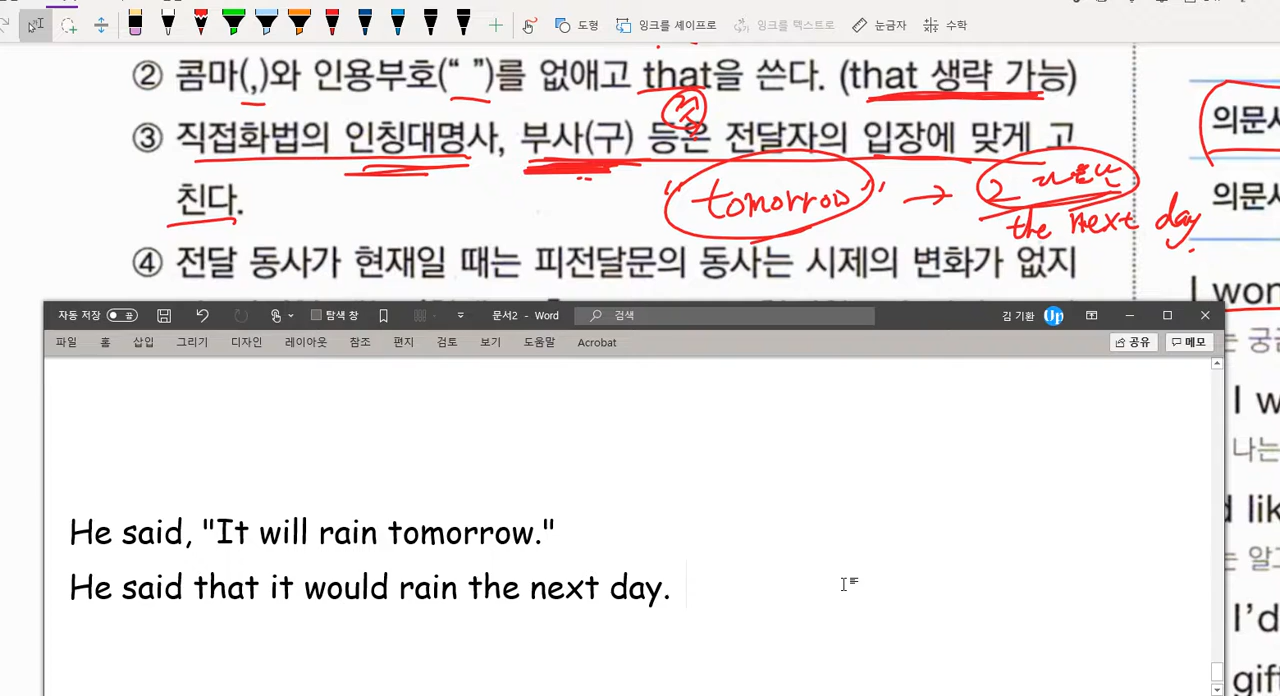 도형
잉크를 셰이프로
잉크를 텍스트로
눈금자
수학
② 콤마(,)와 인용부호(“ ”)를 없애고 that을 쓴다. (that 생략 가능)
③ 직접화법의 인칭대명사, 부사(구) 등은 전달자의 입장에 맞게 고
친다.
"tomorrow" → 그
the next day
④ 전달 동사가 현재일 때는 피전달문의 동사는 시제의 변화가 없지
의문사
의문사
I won
는 궁금
I w
나는
d lik
는 알고
I'd
gift
자동 저장
문서2 - Word
검색
김 기환
Up
파일 홈 삽입 그리기 디자인 레이아웃 참조 편지 검토 보기 도움말 Acrobat
공유 메모
He said, "It will rain tomorrow."
He said that it would rain the next day.